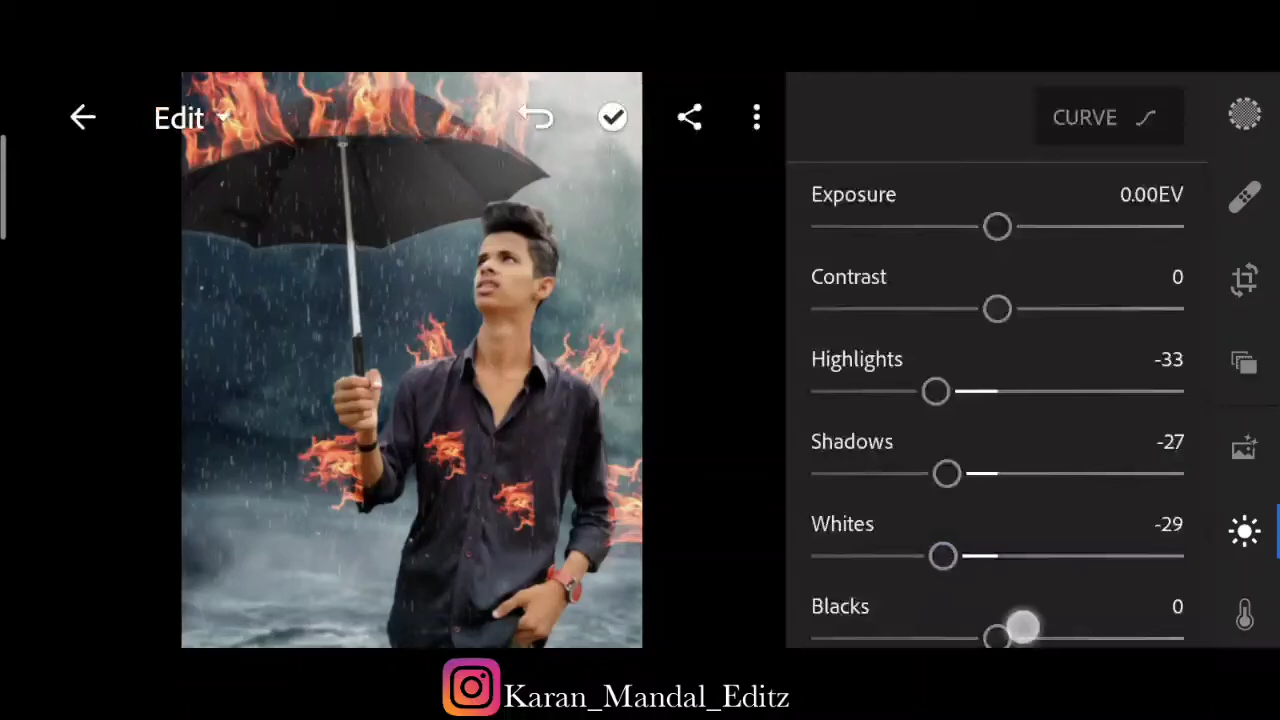 Edit
CURVE
Exposure 0.00EV
Contrast 0
Highlights -33
Shadows -27
Whites -29
Blacks 0
Karan_Mandal_Editz